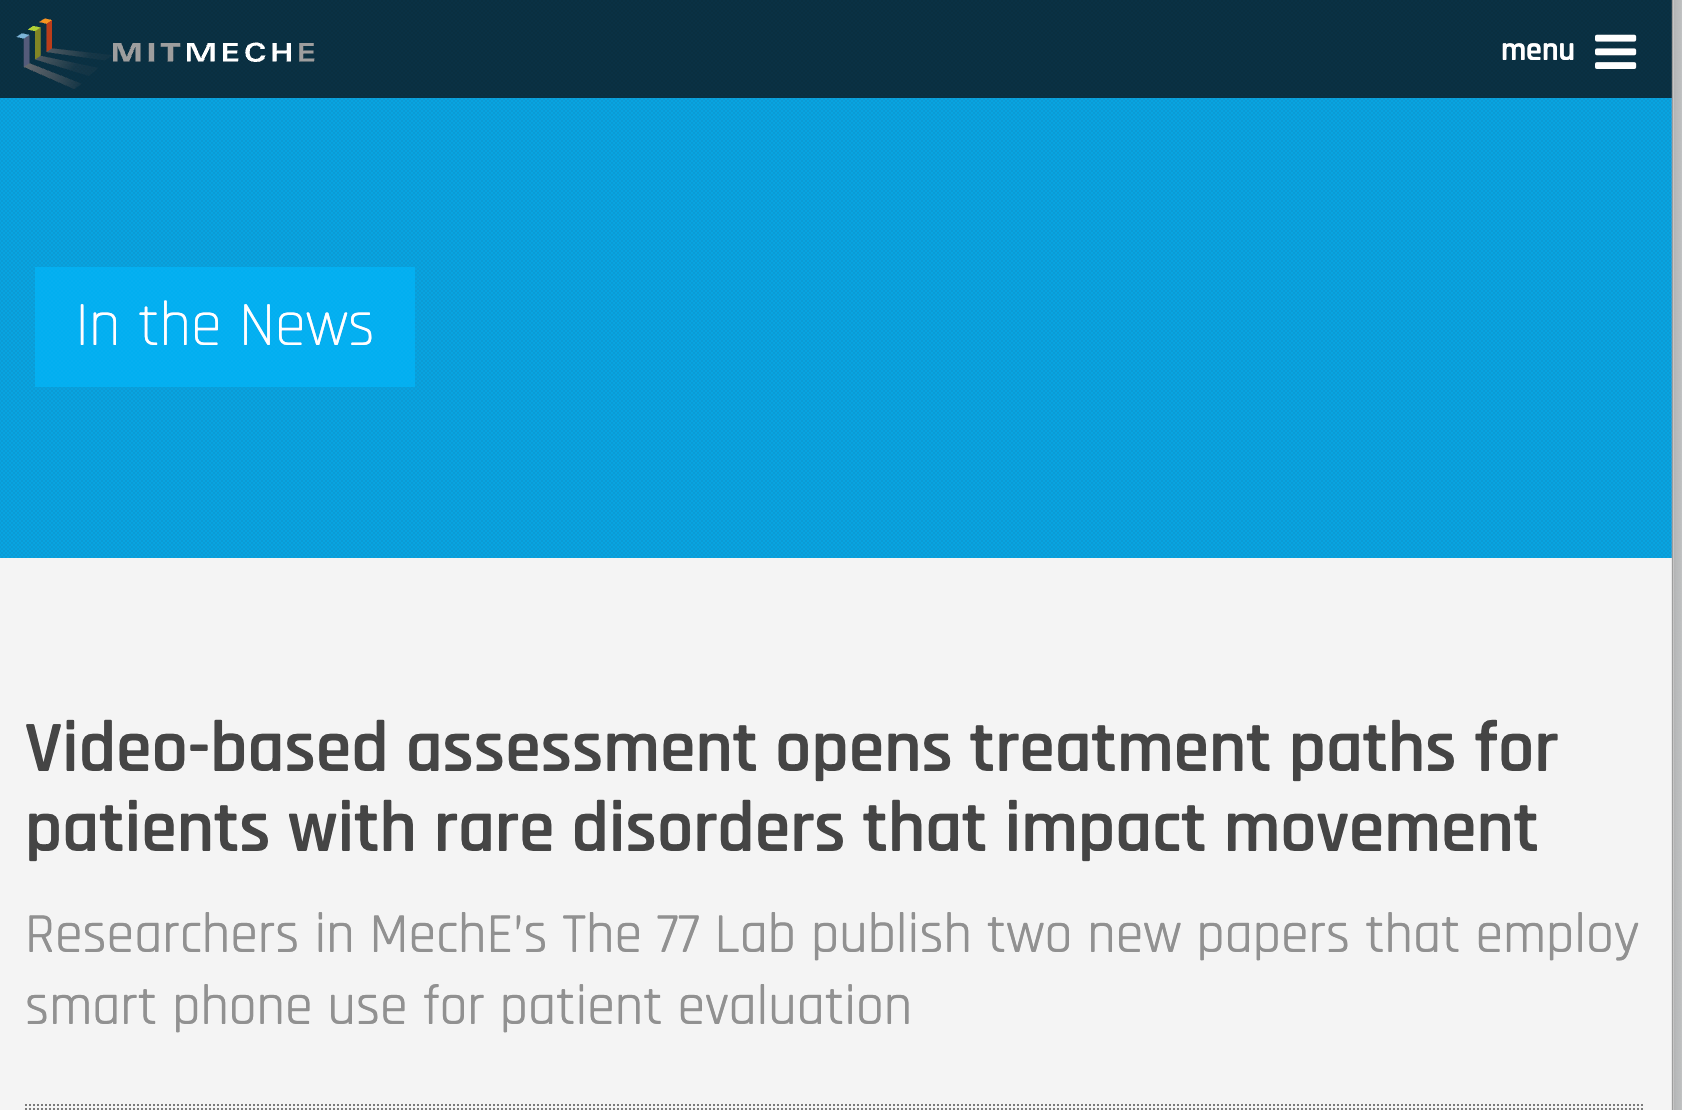 MITMECHE
menu
In the News
Video-based assessment opens treatment paths for
patients with rare disorders that impact movement
Researchers in MechE's The 77 Lab publish two new papers that employ
smart phone use for patient evaluation